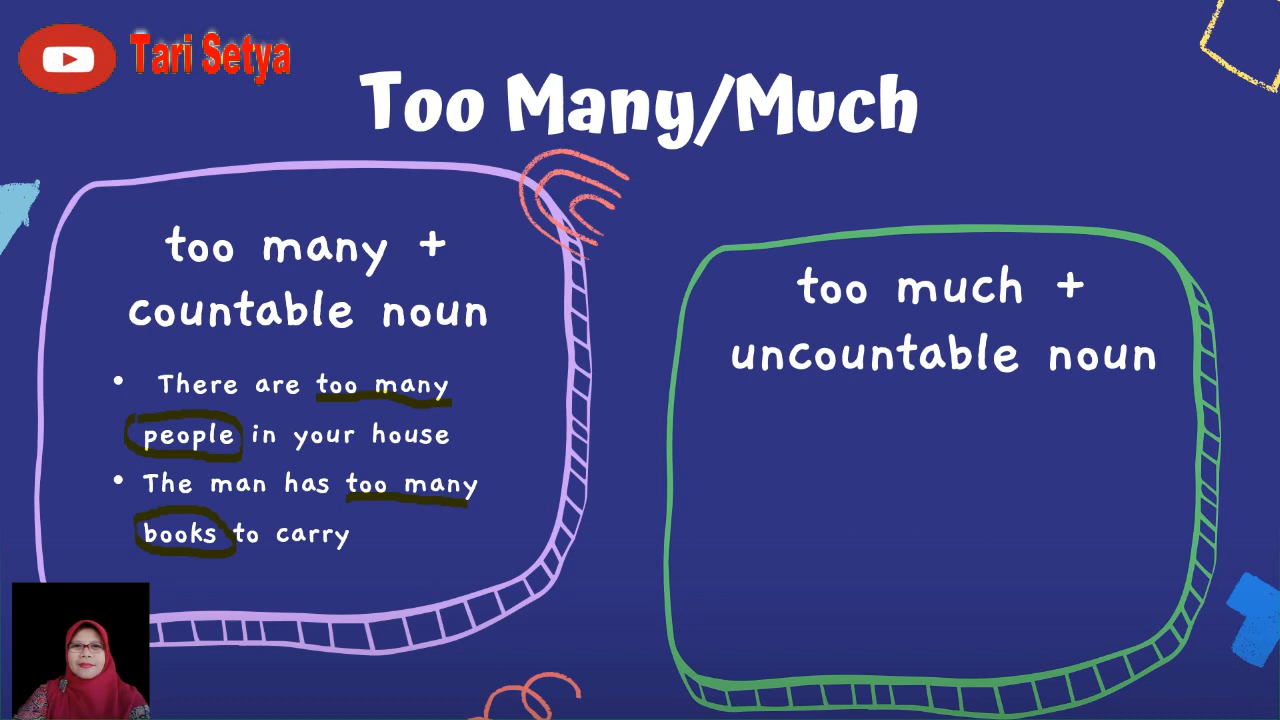 Tari Setya
Too Many/Much
too many +
countable noun
• There are too many
people in your house
• The man has too many
books to carry
too much +
uncountable noun